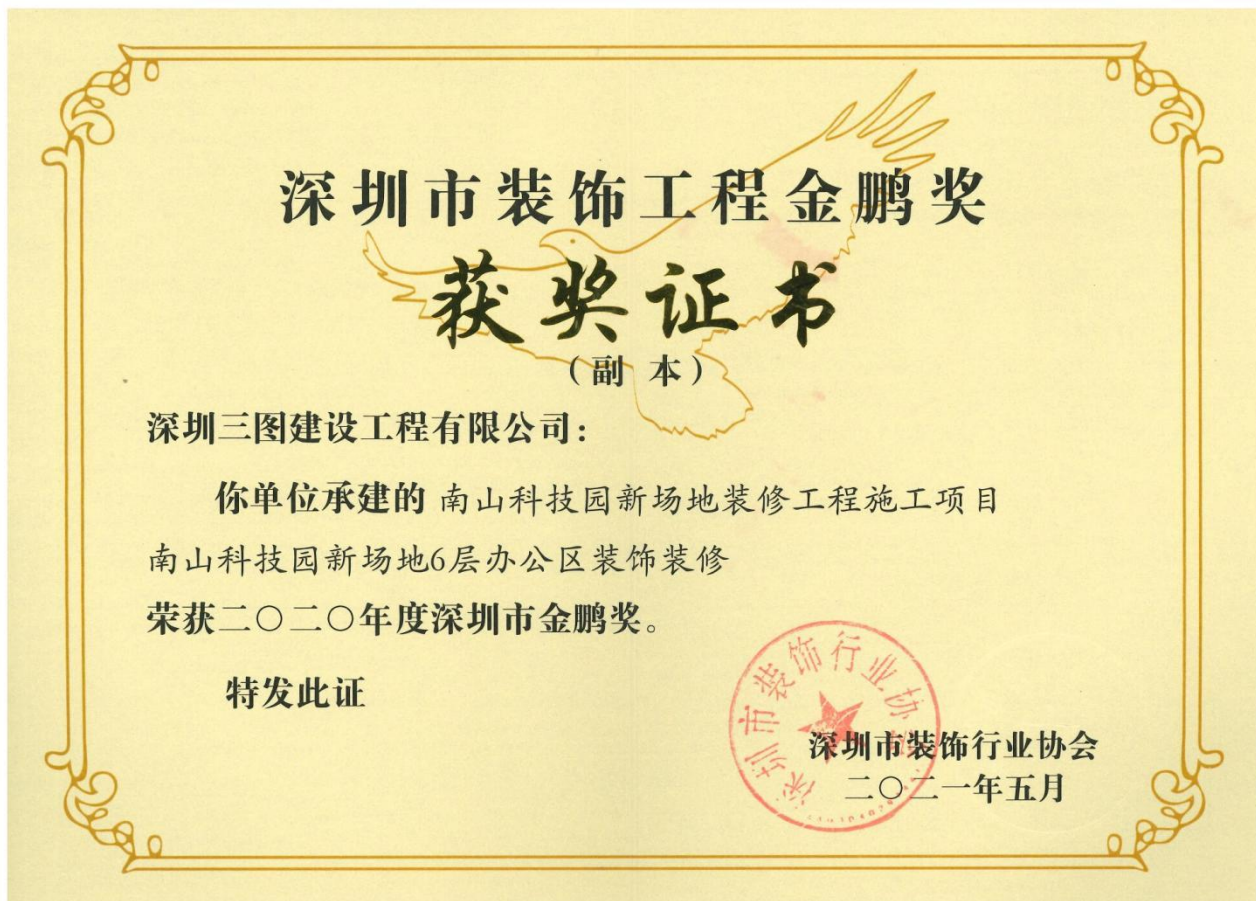 深圳市装饰工程金鹏奖
获奖证书
（副 本）
深圳三图建设工程有限公司：
你单位承建的 南山科技园新场地装修工程施工项目
南山科技园新场地6层办公区装饰装修
荣获二〇二〇年度深圳市金鹏奖。
特发此证
深圳市装饰行业协会
深圳市装饰行业协会
二〇二一年五月